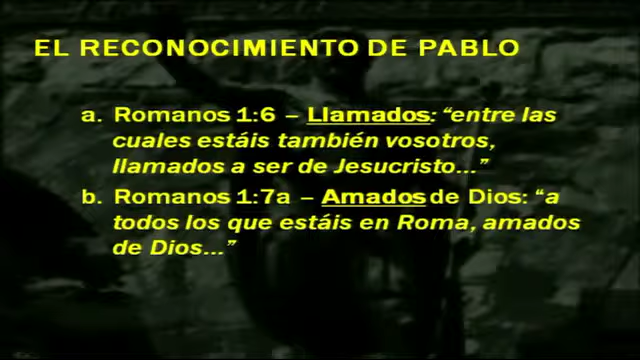 EL RECONOCIMIENTO DE PABLO
a. Romanos 1:6 – Llamados: “entre las
cuales estáis también vosotros,
llamados a ser de Jesucristo...”
b. Romanos 1:7a – Amados de Dios: “a
todos los que estáis en Roma, amados
de Dios...”